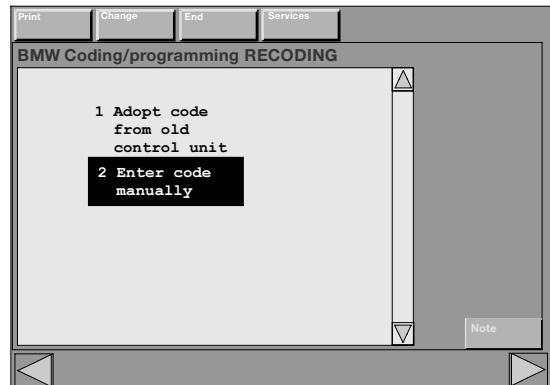 Print Change End Services
BMW Coding/programming RECODING
1 Adopt code
from old
control unit
2 Enter code
manually
Note